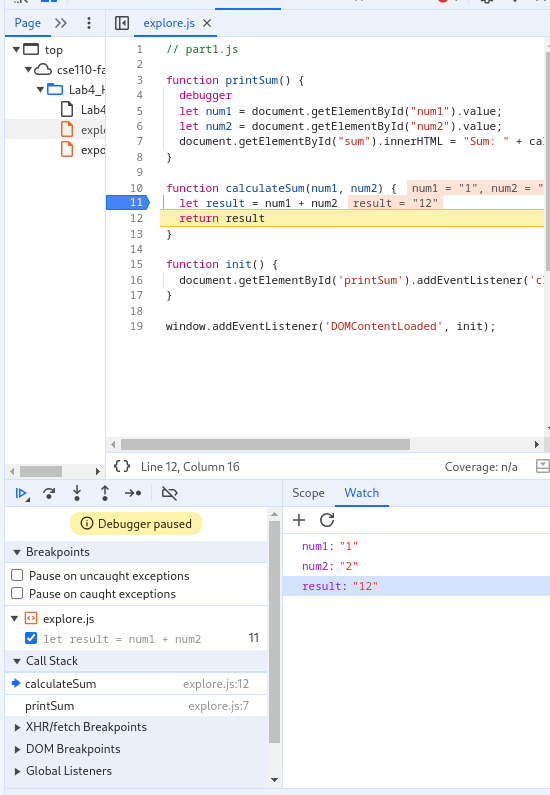 Page
explore.js
top
cse110-fa
Lab4_H
Lab4
explo
expo
1 // part1.js
2
3 function printSum() {
4 debugger
5 let num1 = document.getElementById("num1").value;
6 let num2 = document.getElementById("num2").value;
7 document.getElementById("sum").innerHTML = "Sum: " + cal
8 }
9
10 function calculateSum(num1, num2) { num1 = "1", num2 = "
11 let result = num1 + num2 result = "12"
12 return result
13 }
14
15 function init() {
16 document.getElementById('printSum').addEventListener('cl
17 }
18
19 window.addEventListener('DOMContentLoaded', init);
{} Line 12, Column 16 Coverage: n/a
Debugger paused
Breakpoints
Pause on uncaught exceptions
Pause on caught exceptions
explore.js
let result = num1 + num2 11
Call Stack
calculateSum explore.js:12
printSum explore.js:7
XHR/fetch Breakpoints
DOM Breakpoints
Global Listeners
Scope Watch
num1: "1"
num2: "2"
result: "12"